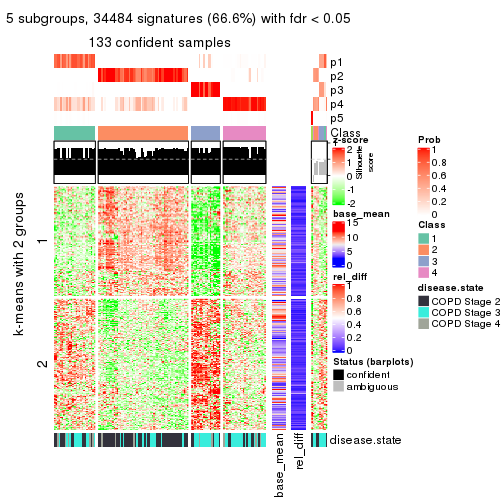 5 subgroups, 34484 signatures (66.6%) with fdr < 0.05
133 confident samples
p1
p2
p3
p4
p5
Class
Silhouette
score
k-means with 2 groups
1
2
base_mean
rel_diff
disease.state
z-score
2
1
0
-1
-2
base_mean
15
10
5
0
rel_diff
1
0.8
0.6
0.4
0.2
0
Status (barplots)
confident
ambiguous
Prob
1
0.8
0.6
0.4
0.2
0
Class
1
2
3
4
disease.state
COPD Stage 2
COPD Stage 3
COPD Stage 4